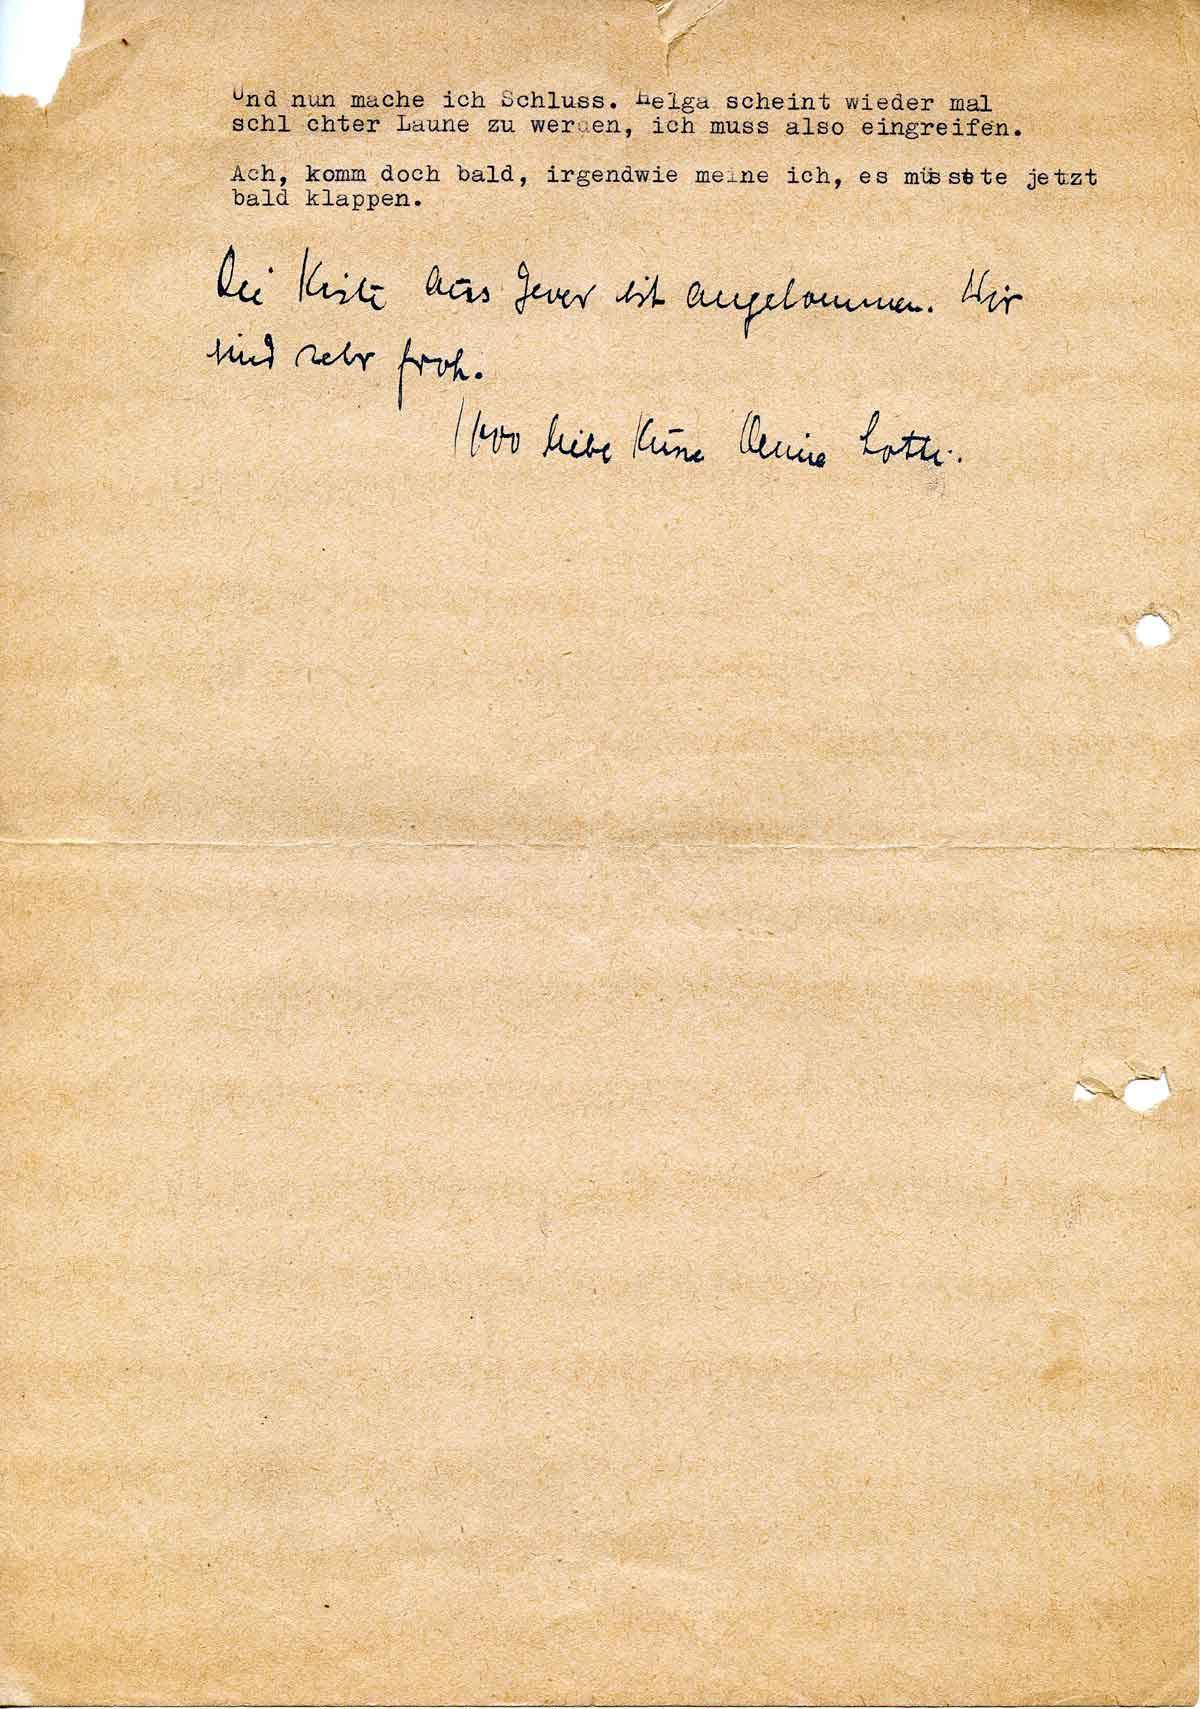 Und nun mache ich Schluss. Helga scheint wieder mal
schl chter Laune zu werden, ich muss also eingreifen.
Ach, komm doch bald, irgendwie meine ich, es müsste jetzt
bald klappen.
Die Kiste aus Jever ist angekommen. Wir
sind sehr froh.
1000 liebe Küsse Deine Lotte.